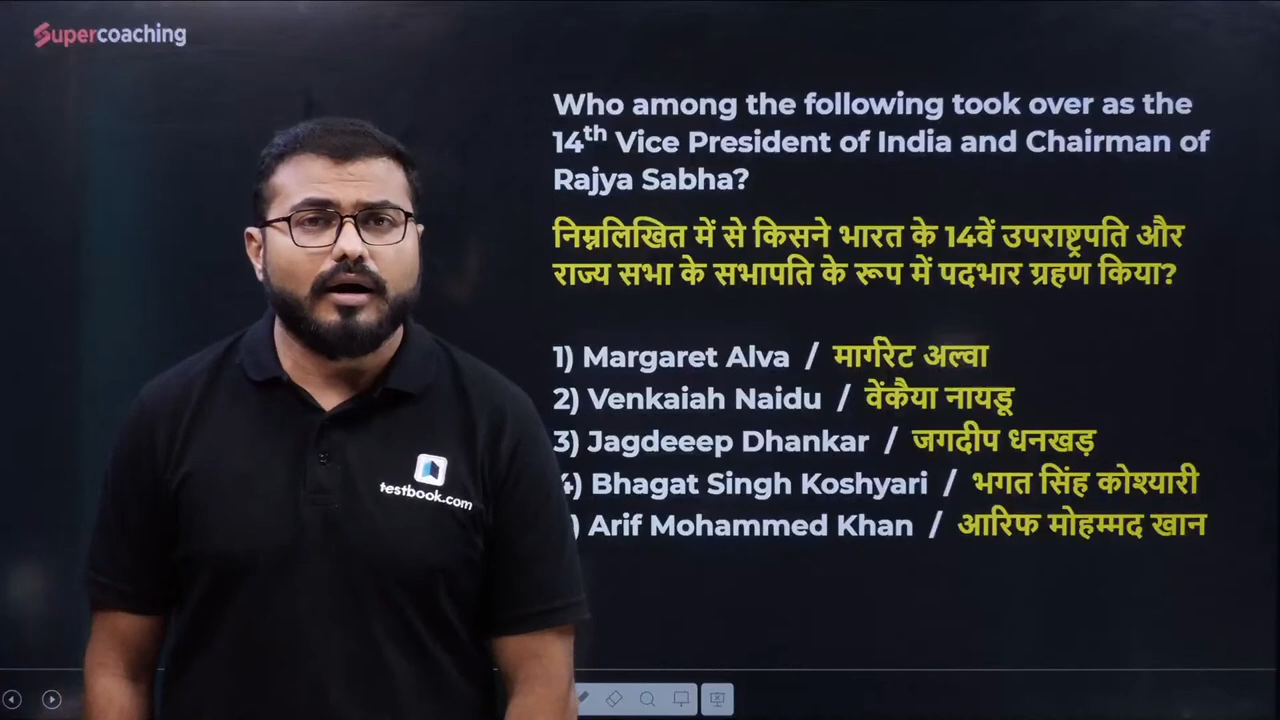 Supercoaching
Who among the following took over as the
14th Vice President of India and Chairman of
Rajya Sabha?
निम्नलिखित में से किसने भारत के 14वें उपराष्ट्रपति और
राज्य सभा के सभापति के रूप में पदभार ग्रहण किया?
1) Margaret Alva / मार्गरेट अल्वा
2) Venkaiah Naidu / वेंकैया नायडू
3) Jagdeeep Dhankar / जगदीप धनखड़
4) Bhagat Singh Koshyari / भगत सिंह कोश्यारी
) Arif Mohammed Khan / आरिफ मोहम्मद खान
testbook.com